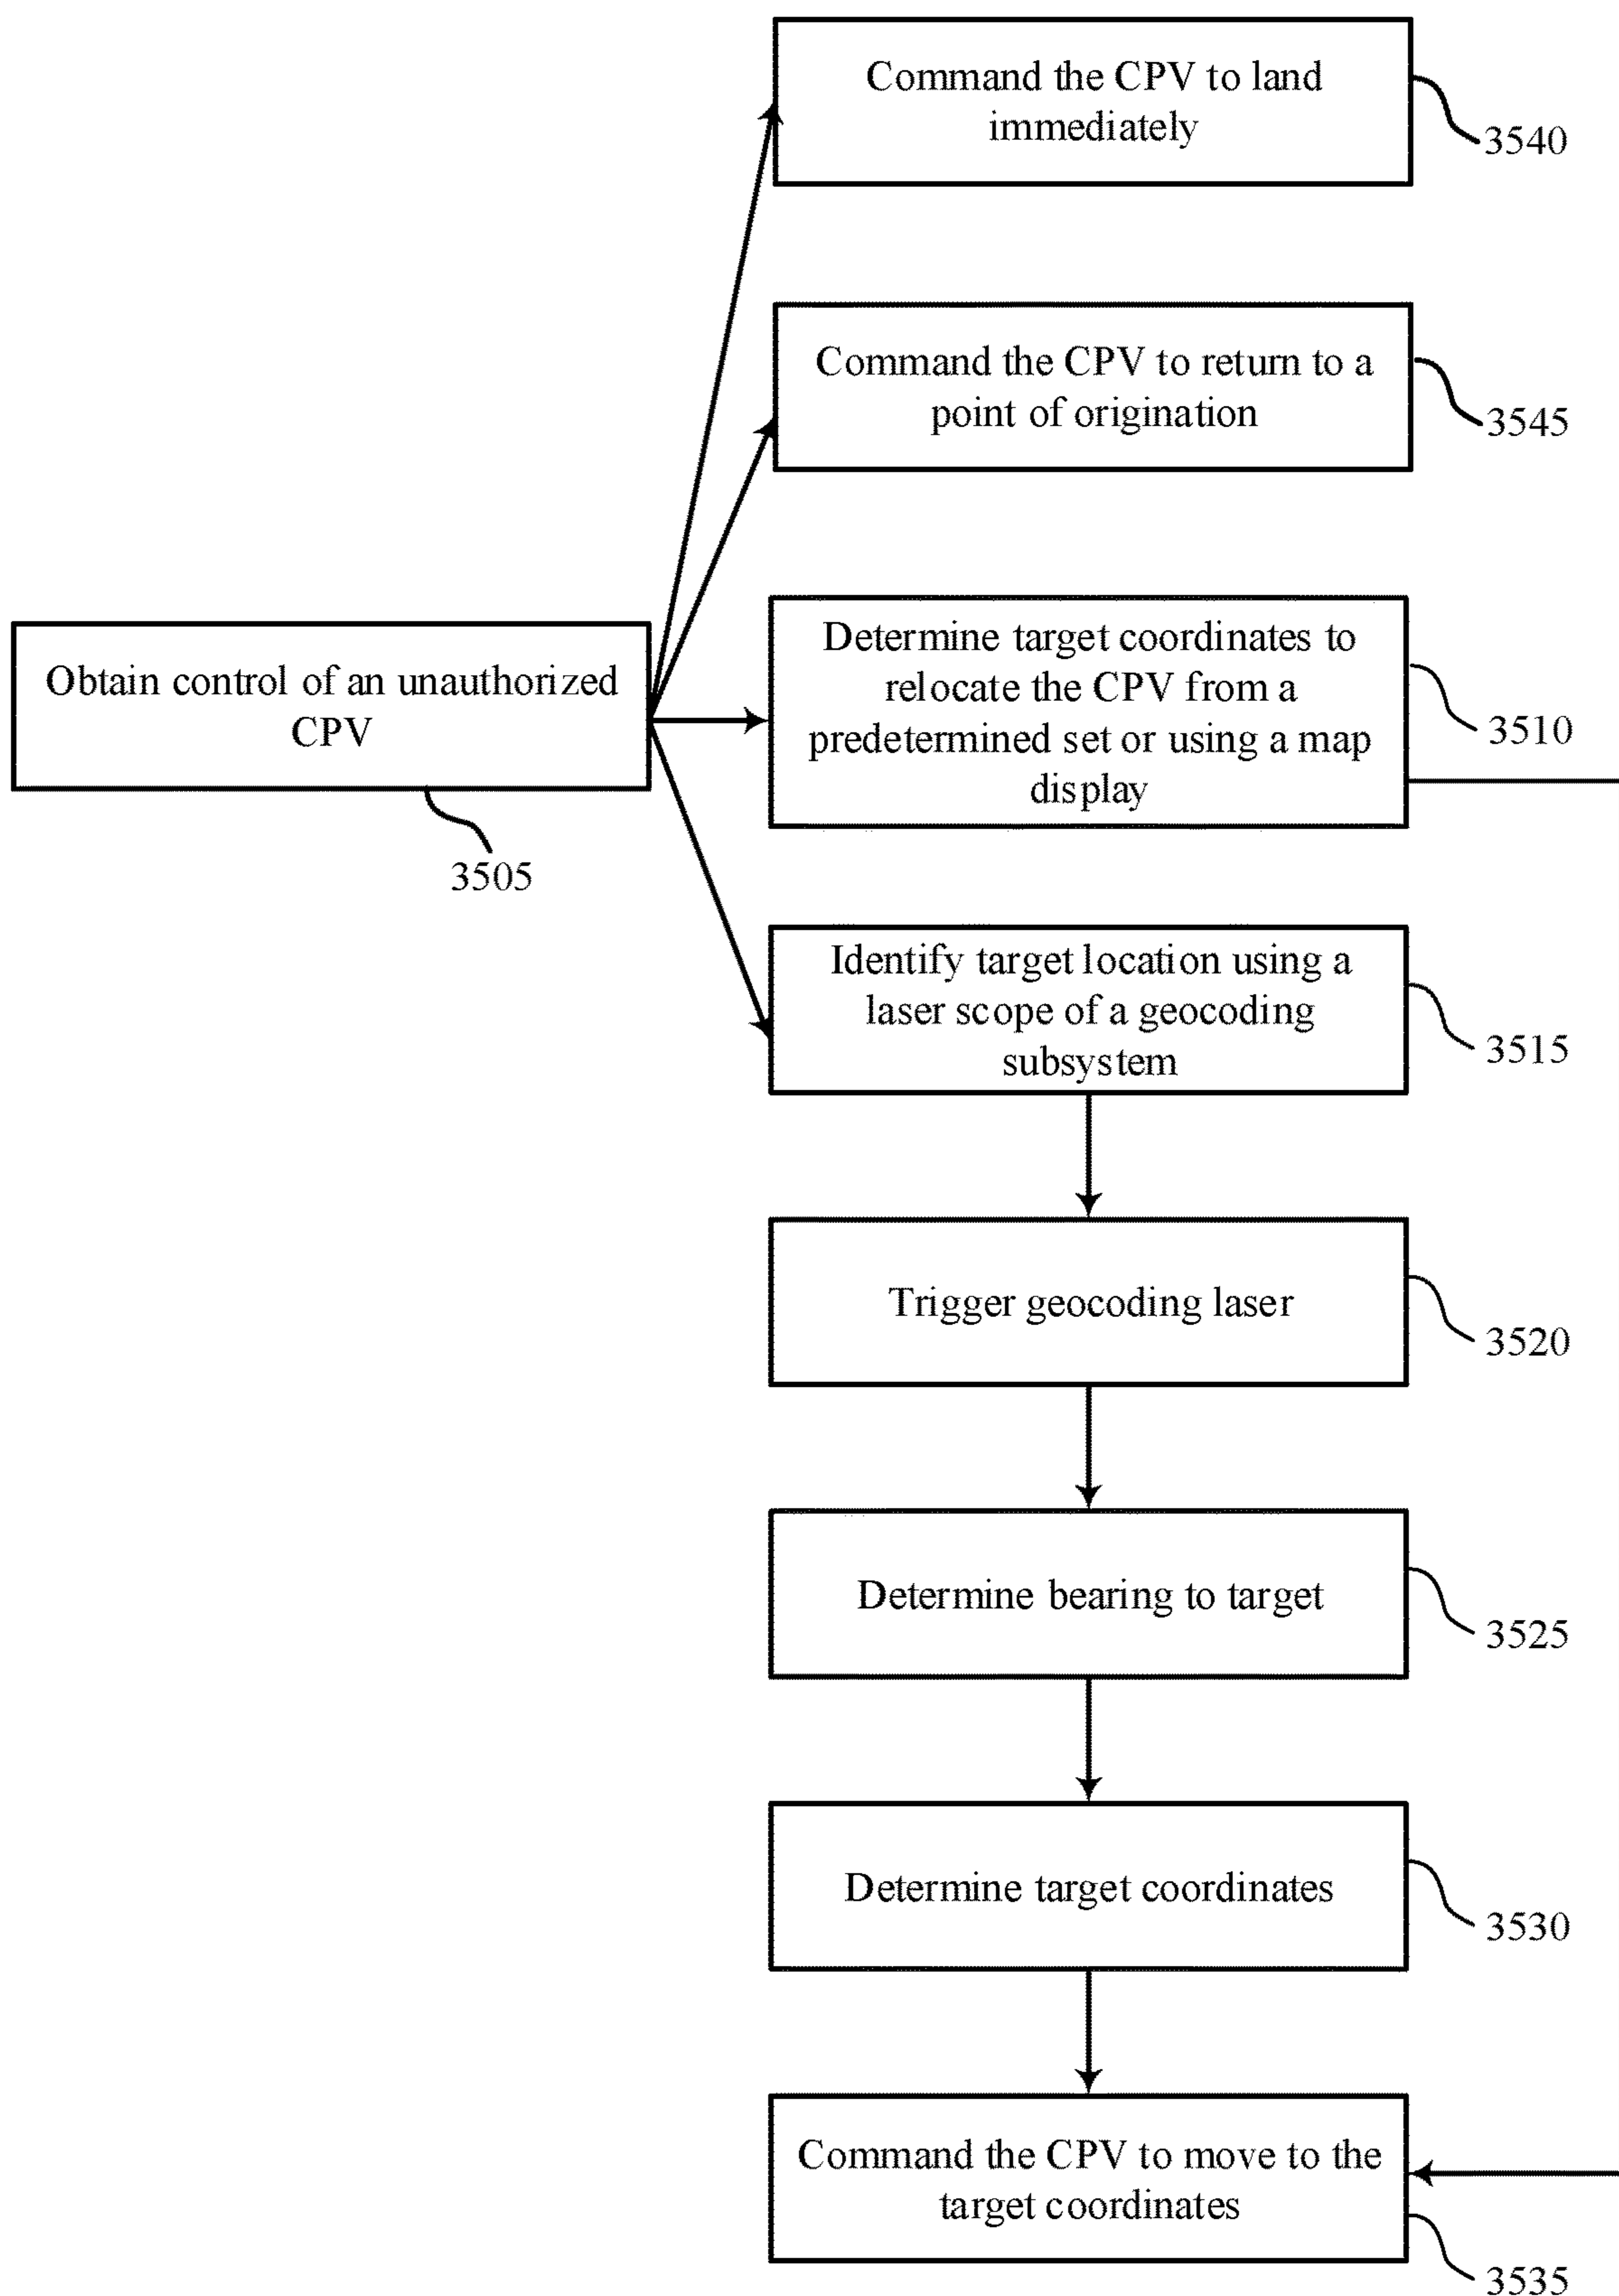 Command the CPV to land
immediately
3540
Command the CPV to return to a
point of origination
3545
Obtain control of an unauthorized
CPV
3505
Determine target coordinates to
relocate the CPV from a
predetermined set or using a map
display
3510
Identify target location using a
laser scope of a geocoding
subsystem
3515
Trigger geocoding laser
3520
Determine bearing to target
3525
Determine target coordinates
3530
Command the CPV to move to the
target coordinates
3535